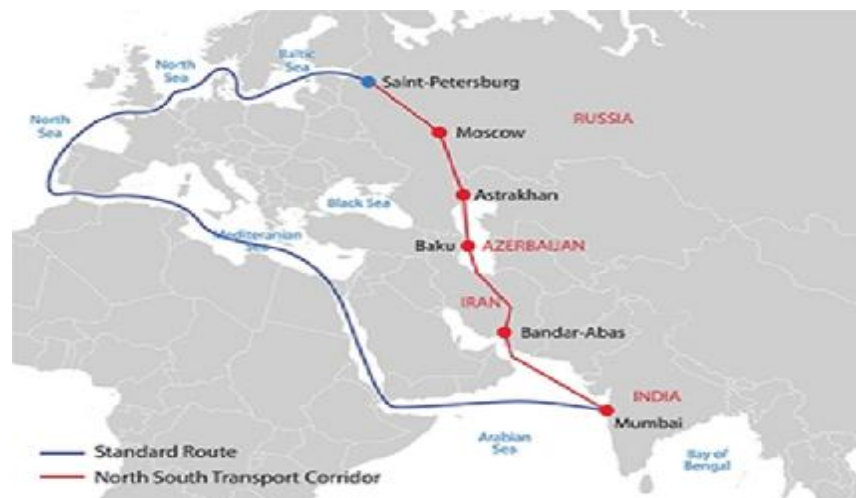 North
Sea
Baltic
Sea
Saint-Petersburg
North
Sea
RUSSIA
Moscow
Astrakhan
Black Sea
Mediteranian
Sea
Baku
AZERBAIJAN
IRAN
Bandar-Abas
INDIA
Mumbai
Arabian
Sea
Bay of
Bengal
Standard Route
North South Transport Corridor